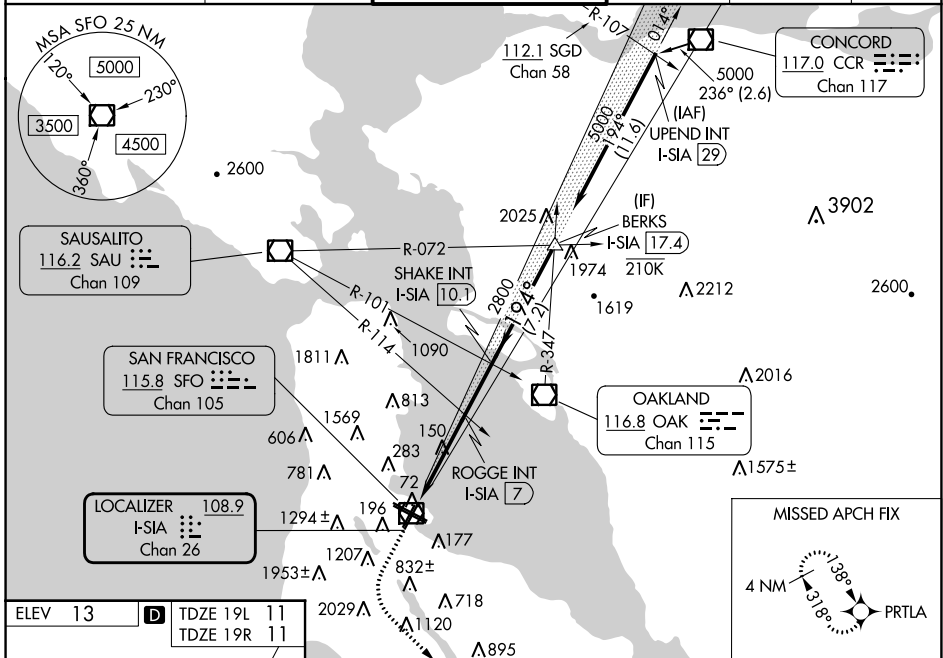 MSA SFO 25 NM
120°
5000
230°
3500
4500
360°
2600
R-107
014°
112.1 SGD
Chan 58
CONCORD
117.0 CCR
Chan 117
5000
236° (2.6)
(IAF)
UPEND INT
I-SIA 29
5000
194°
(11.6)
2025
(IF)
BERKS
I-SIA 17.4
210K
3902
SAUSALITO
116.2 SAU
Chan 109
R-072
1974
SHAKE INT
I-SIA 10.1
2800
194°
(7.2)
1619
2212
2600
R-101
R-114
1090
R-347
SAN FRANCISCO
115.8 SFO
Chan 105
1811
813
2016
OAKLAND
116.8 OAK
Chan 115
1569
606
150
283
781
ROGGE INT
I-SIA 7
1575±
72
LOCALIZER 108.9
I-SIA
Chan 26
1294±
196
177
1207
1953±
832±
718
2029
1120
895
MISSED APCH FIX
4 NM
138°
318°
PRTLA
ELEV 13
D
TDZE 19L 11
TDZE 19R 11